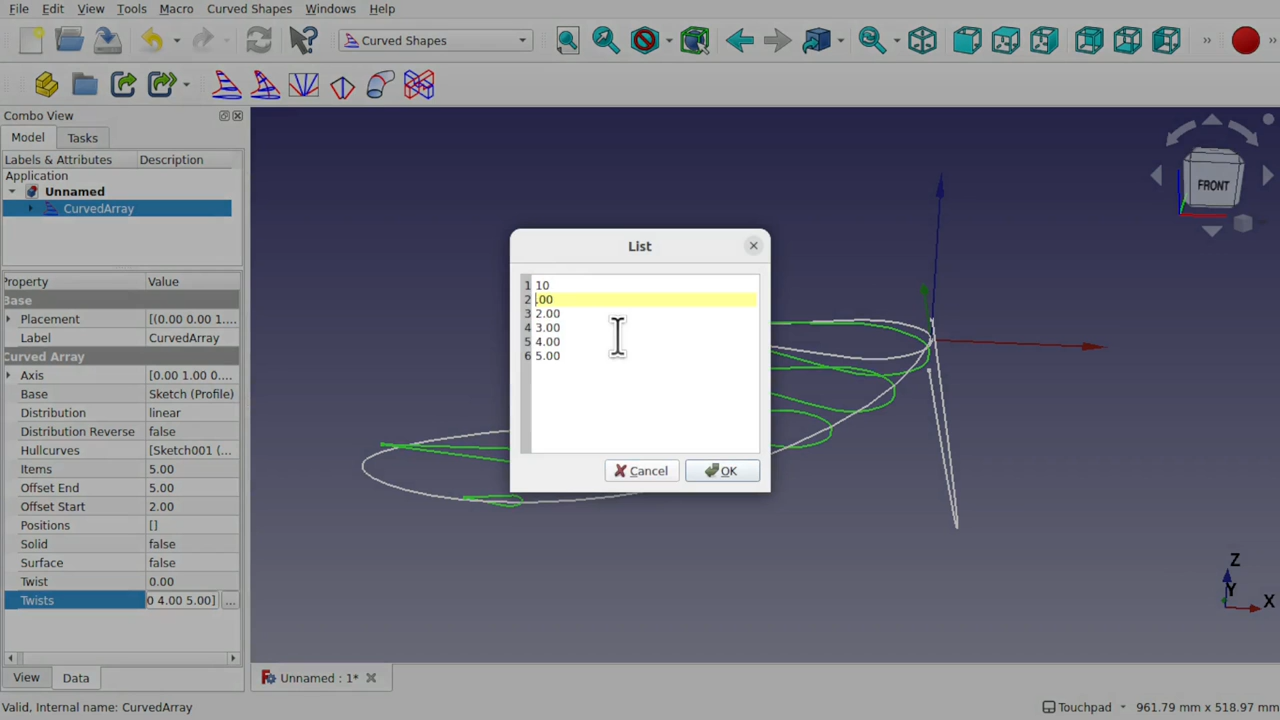 File Edit View Tools Macro Curved Shapes Windows Help
Curved Shapes
Combo View
Model Tasks
Labels & Attributes Description
Application
Unnamed
CurvedArray
Property Value
Base
Placement [(0.00 0.00 1....
Label CurvedArray
Curved Array
Axis [0.00 1.00 0....
Base Sketch (Profile)
Distribution linear
Distribution Reverse false
Hullcurves [Sketch001 (...
Items 5.00
Offset End 5.00
Offset Start 2.00
Positions []
Solid false
Surface false
Twist 0.00
Twists 0 4.00 5.00] ...
View Data
List
1 10
2 .00
3 2.00
4 3.00
5 4.00
6 5.00
Cancel OK
FRONT
Z
Y
X
Unnamed : 1*
Valid, Internal name: CurvedArray
Touchpad 961.79 mm x 518.97 mm